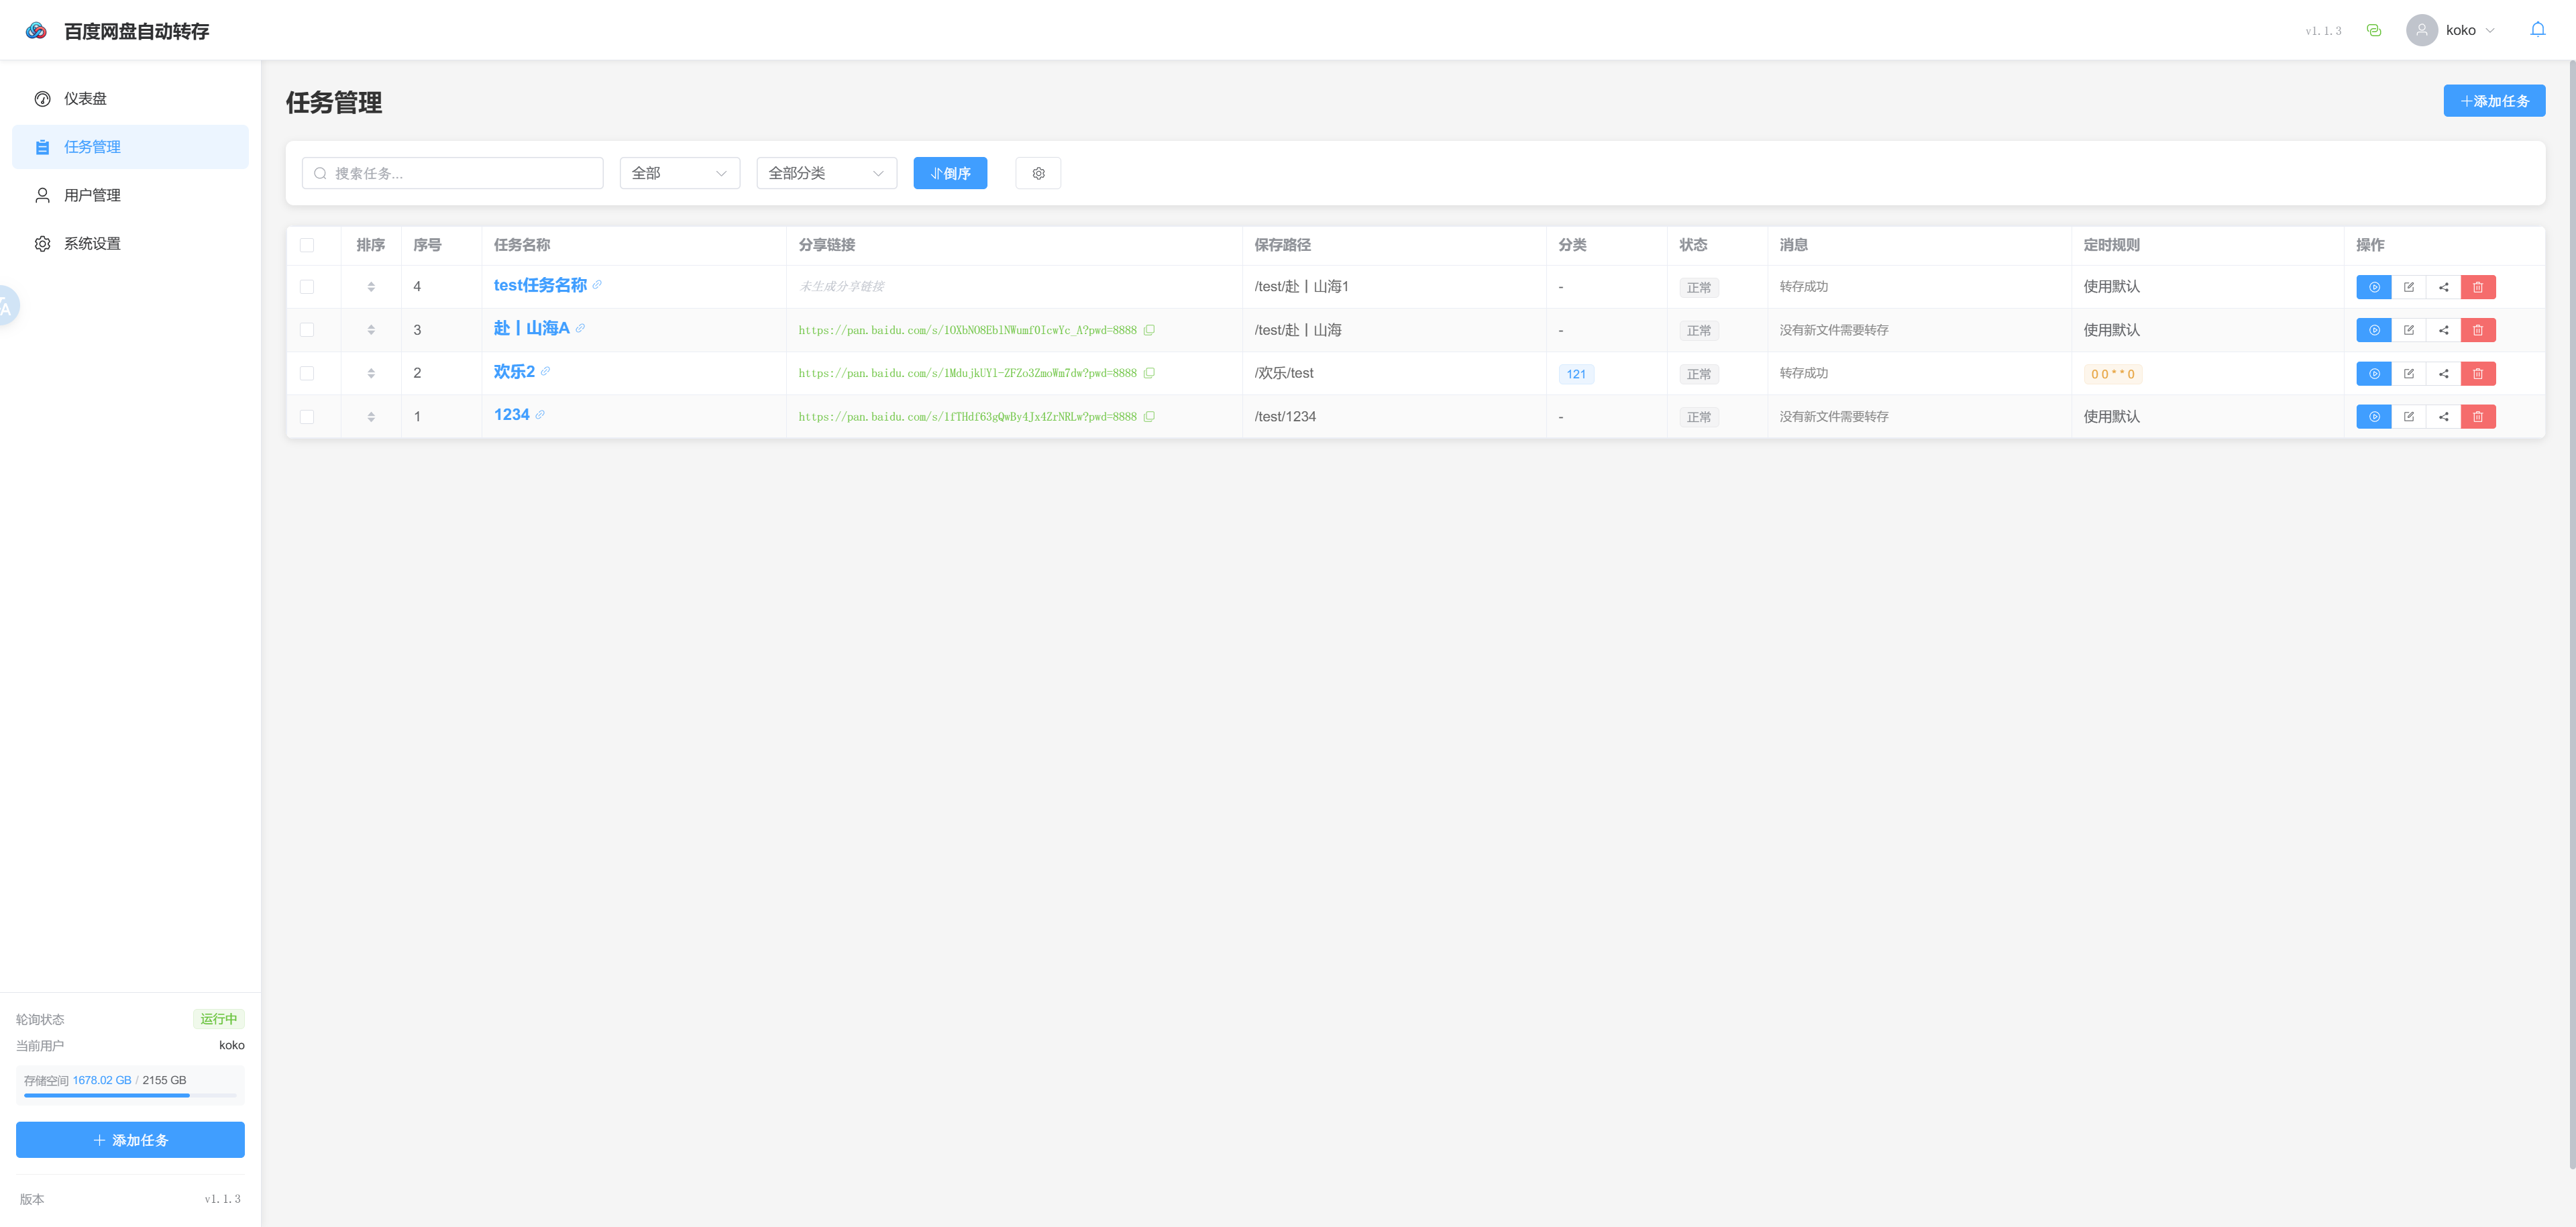 百度网盘自动转存
v1.1.3
koko
仪表盘
任务管理
用户管理
系统设置
任务管理
添加任务
搜索任务...
全部
全部分类
倒序
排序 序号 任务名称 分享链接 保存路径 分类 状态 消息 定时规则 操作
4 test任务名称 未生成分享链接 /test/赴丨山海1 - 正常 转存成功 使用默认
3 赴丨山海A https://pan.baidu.com/s/1OXbNO8EblNWumf0IcwYc_A?pwd=8888 /test/赴丨山海 - 正常 没有新文件需要转存 使用默认
2 欢乐2 https://pan.baidu.com/s/1MdujkUYl-ZFZo3ZmoWm7dw?pwd=8888 /欢乐/test 121 正常 转存成功 0 0 * * 0
1 1234 https://pan.baidu.com/s/1fTHdf63gQwBy4Jx4ZrNRLw?pwd=8888 /test/1234 - 正常 没有新文件需要转存 使用默认
轮询状态 运行中
当前用户 koko
存储空间 1678.02 GB / 2155 GB
添加任务
版本 v1.1.3